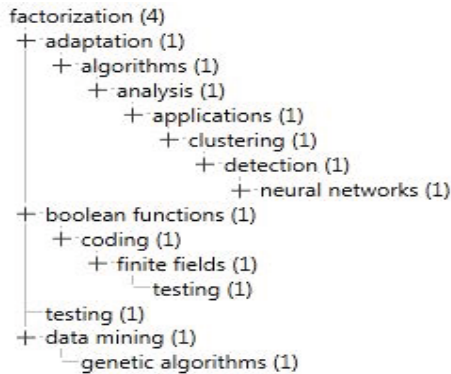 factorization (4)
adaptation (1)
algorithms (1)
analysis (1)
applications (1)
clustering (1)
detection (1)
neural networks (1)
boolean functions (1)
coding (1)
finite fields (1)
testing (1)
testing (1)
data mining (1)
genetic algorithms (1)